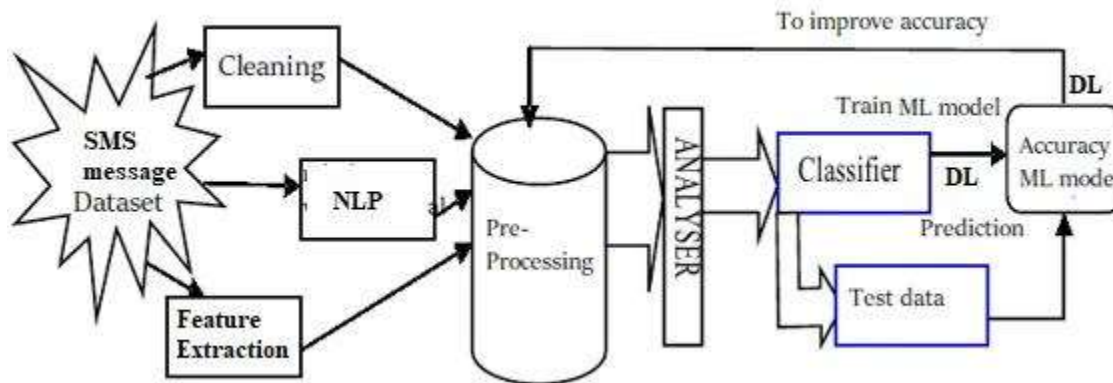 To improve accuracy
Cleaning
DL
SMS
message
Dataset
Train ML model
Accuracy
ML model
Classifier
DL
NLP
Pre-
Processing
ANALYSER
Prediction
Test data
Feature
Extraction